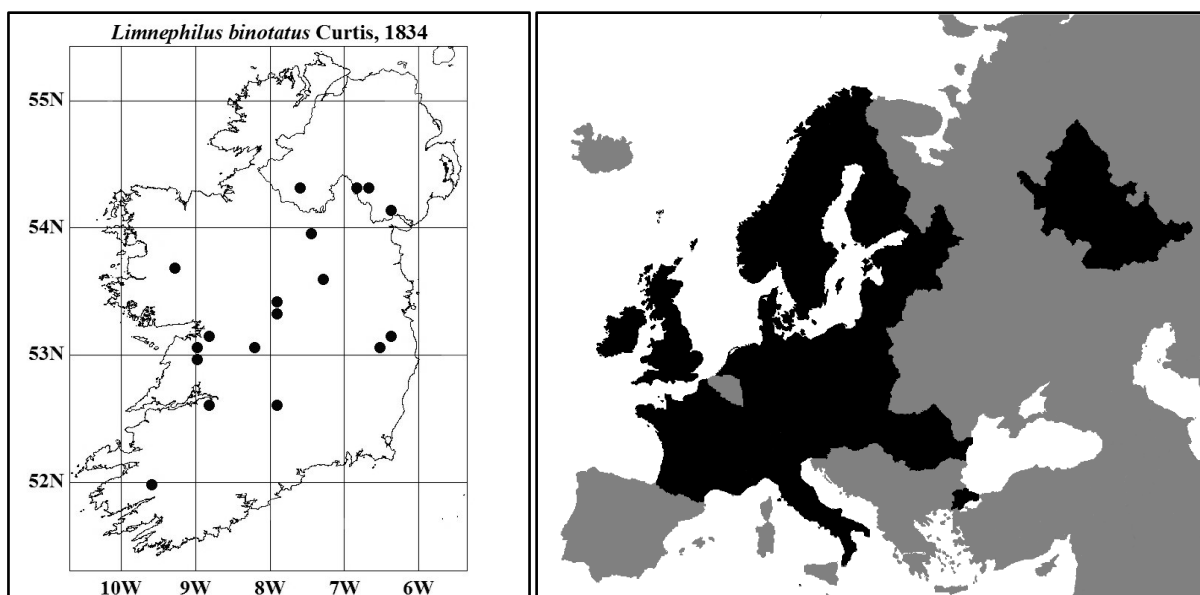 Limnephilus binotatus Curtis, 1834
55N
54N
53N
52N
10W 9W 8W 7W 6W